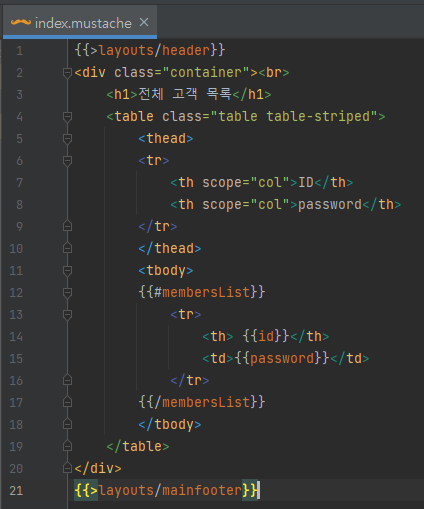 index.mustache ×
1 {{>layouts/header}}
2 <div class="container"><br>
3     <h1>전체 고객 목록</h1>
4     <table class="table table-striped">
5         <thead>
6         <tr>
7             <th scope="col">ID</th>
8             <th scope="col">password</th>
9         </tr>
10         </thead>
11         <tbody>
12         {{#membersList}}
13             <tr>
14                 <th> {{id}}</th>
15                 <td>{{password}}</td>
16             </tr>
17         {{/membersList}}
18         </tbody>
19     </table>
20 </div>
21 {{>layouts/mainfooter}}